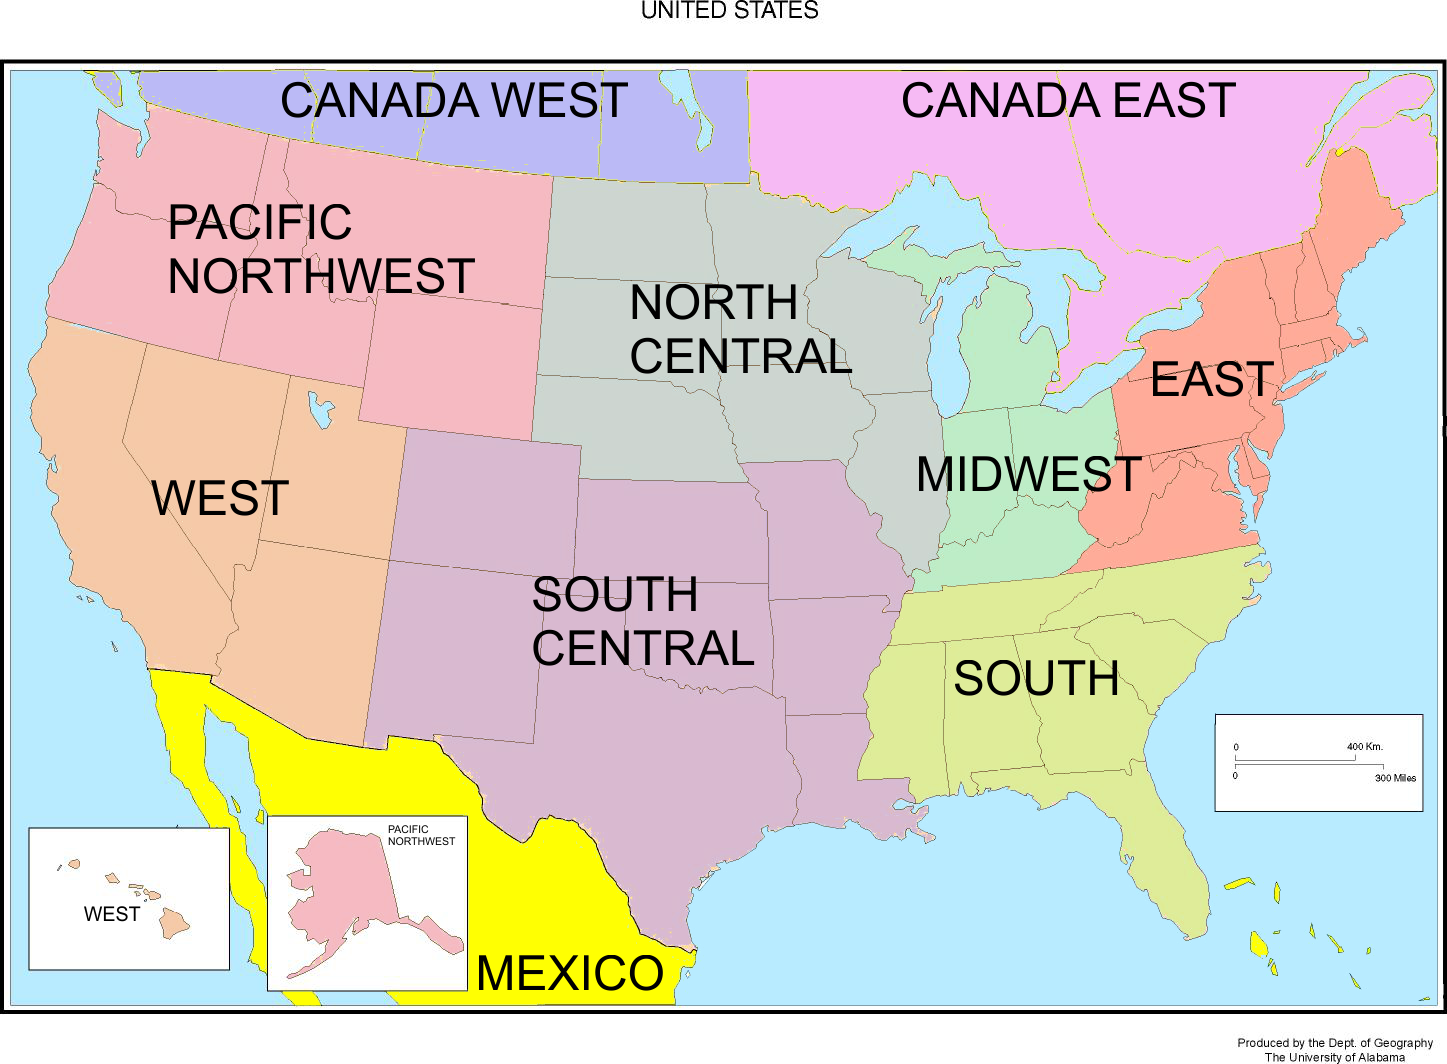 UNITED STATES
CANADA WEST
CANADA EAST
PACIFIC
NORTHWEST
NORTH
CENTRAL
EAST
MIDWEST
WEST
SOUTH
CENTRAL
SOUTH
0
400 Km.
0
300 Miles
PACIFIC
NORTHWEST
WEST
MEXICO
Produced by the Dept. of Geography
The University of Alabama